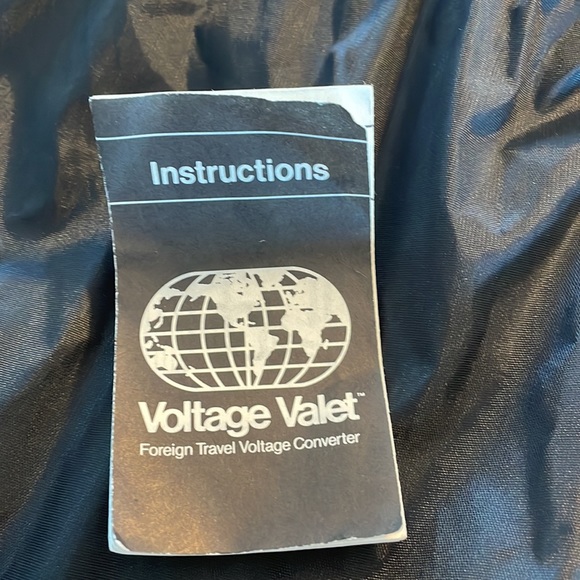 Instructions
Voltage Valet™
Foreign Travel Voltage Converter